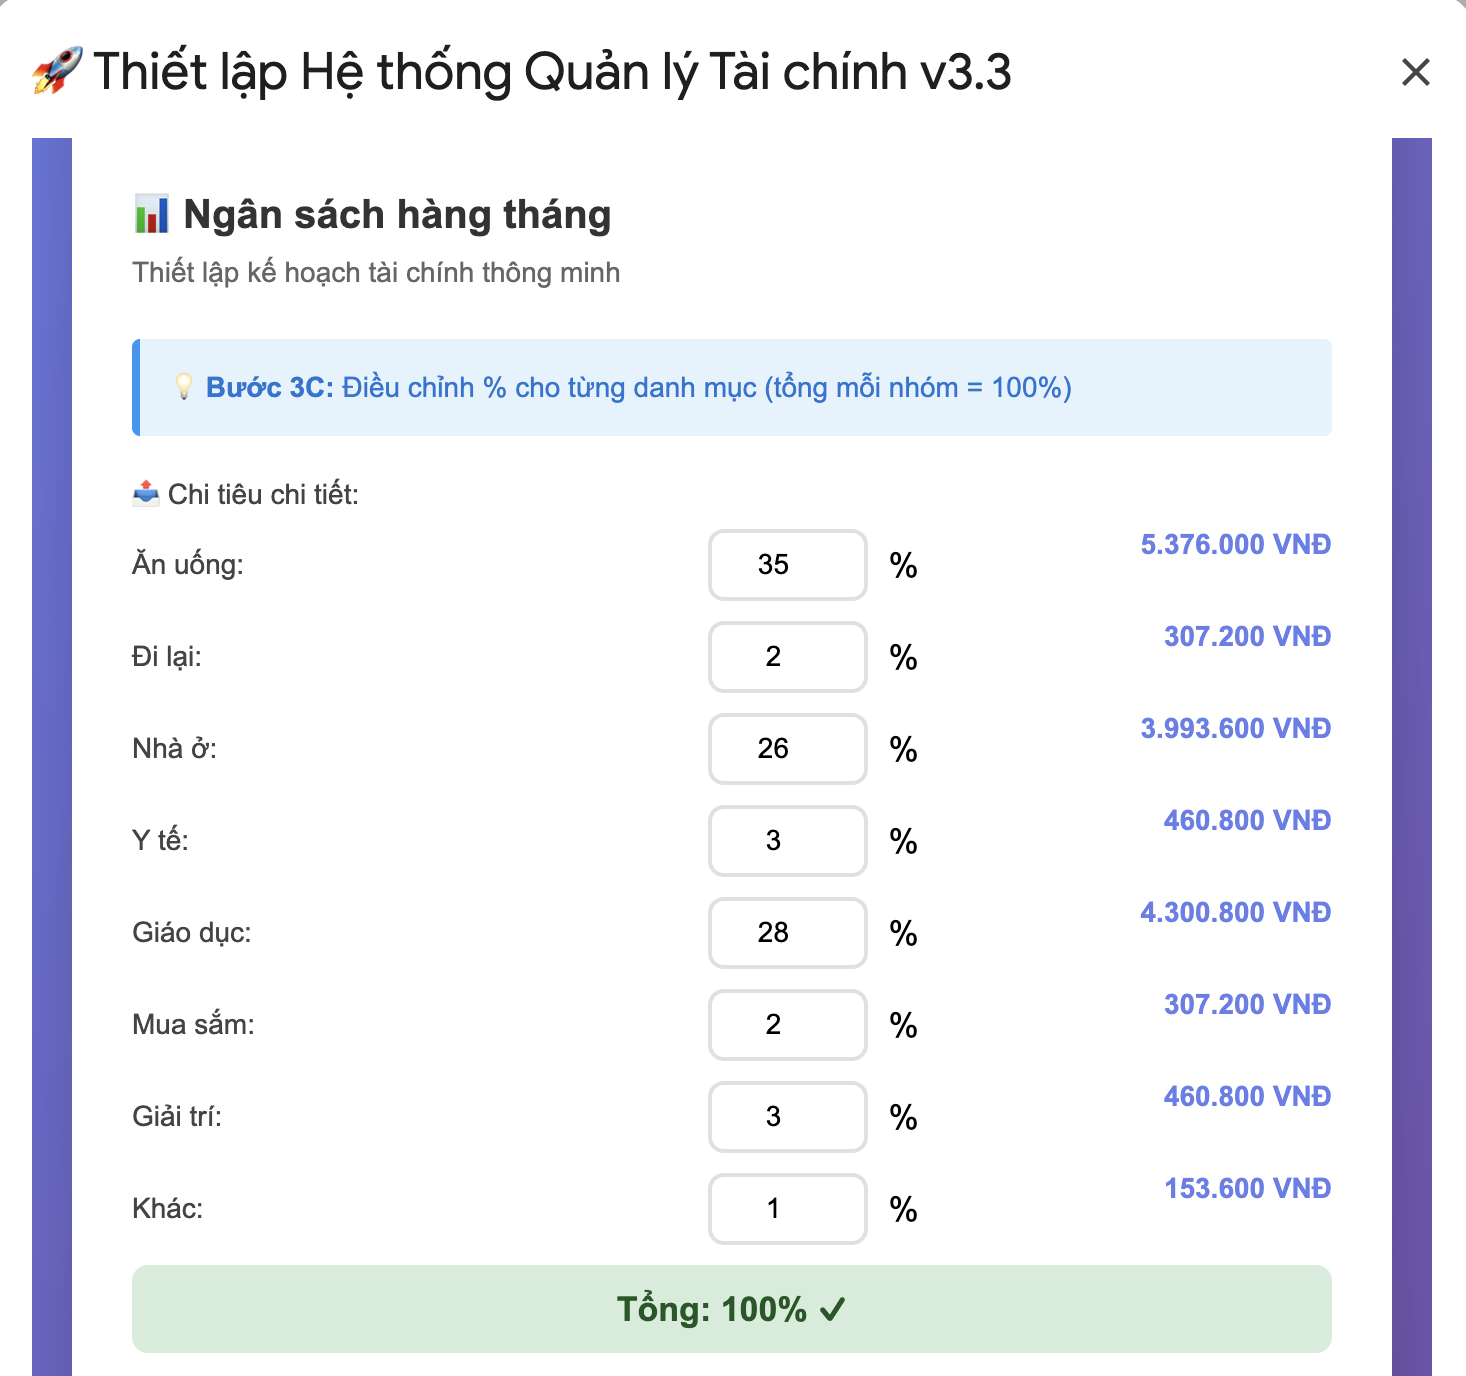 🚀 Thiết lập Hệ thống Quản lý Tài chính v3.3
📊 Ngân sách hàng tháng
Thiết lập kế hoạch tài chính thông minh
💡 Bước 3C: Điều chỉnh % cho từng danh mục (tổng mỗi nhóm = 100%)
📤 Chi tiêu chi tiết:
Ăn uống: 35 % 5.376.000 VNĐ
Đi lại: 2 % 307.200 VNĐ
Nhà ở: 26 % 3.993.600 VNĐ
Y tế: 3 % 460.800 VNĐ
Giáo dục: 28 % 4.300.800 VNĐ
Mua sắm: 2 % 307.200 VNĐ
Giải trí: 3 % 460.800 VNĐ
Khác: 1 % 153.600 VNĐ
Tổng: 100% ✓